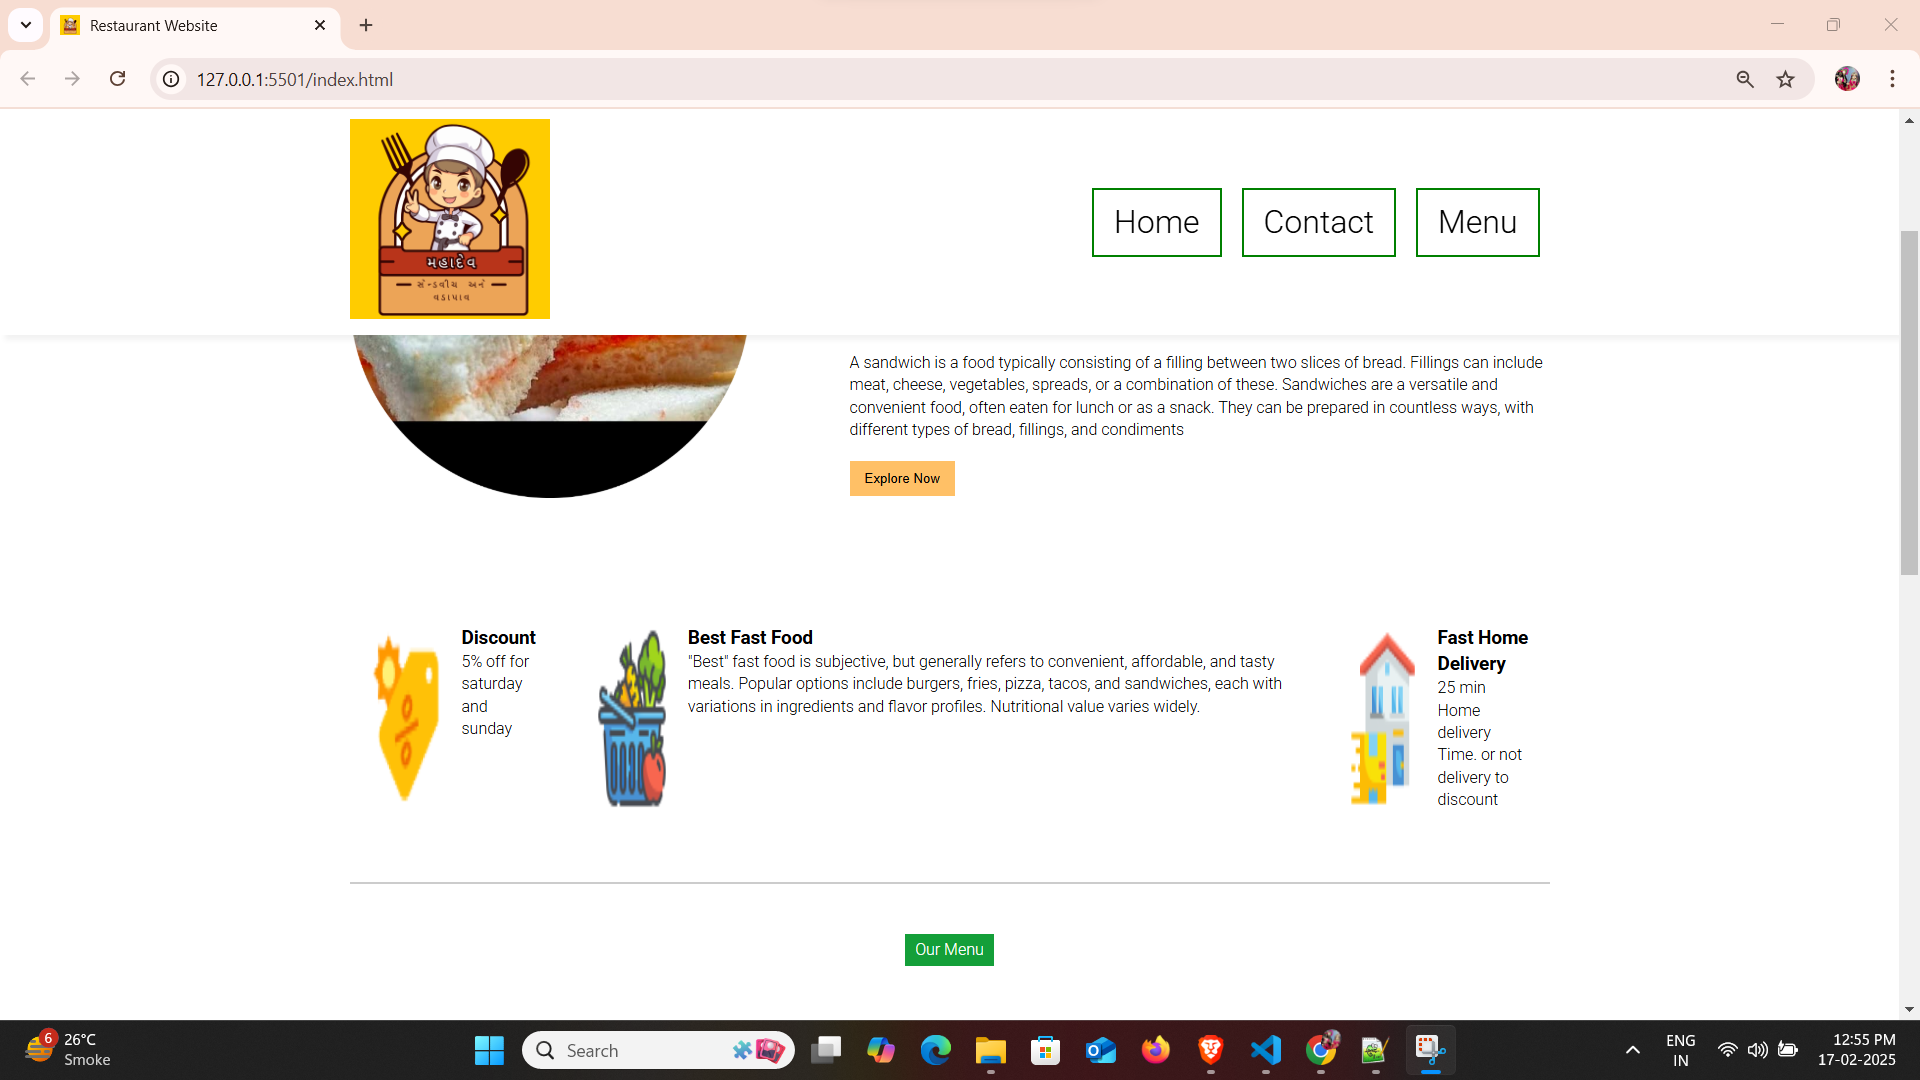 Restaurant Website
127.0.0.1:5501/index.html
મહાદેવ
સેન્ડવીચ અને
વડાપાવ
Home
Contact
Menu
A sandwich is a food typically consisting of a filling between two slices of bread. Fillings can include
meat, cheese, vegetables, spreads, or a combination of these. Sandwiches are a versatile and
convenient food, often eaten for lunch or as a snack. They can be prepared in countless ways, with
different types of bread, fillings, and condiments
Explore Now
Discount
5% off for
saturday
and
sunday
Best Fast Food
"Best" fast food is subjective, but generally refers to convenient, affordable, and tasty
meals. Popular options include burgers, fries, pizza, tacos, and sandwiches, each with
variations in ingredients and flavor profiles. Nutritional value varies widely.
Fast Home
Delivery
25 min
Home
delivery
Time. or not
delivery to
discount
Our Menu
6
26°C
Smoke
Search
ENG
IN
12:55 PM
17-02-2025